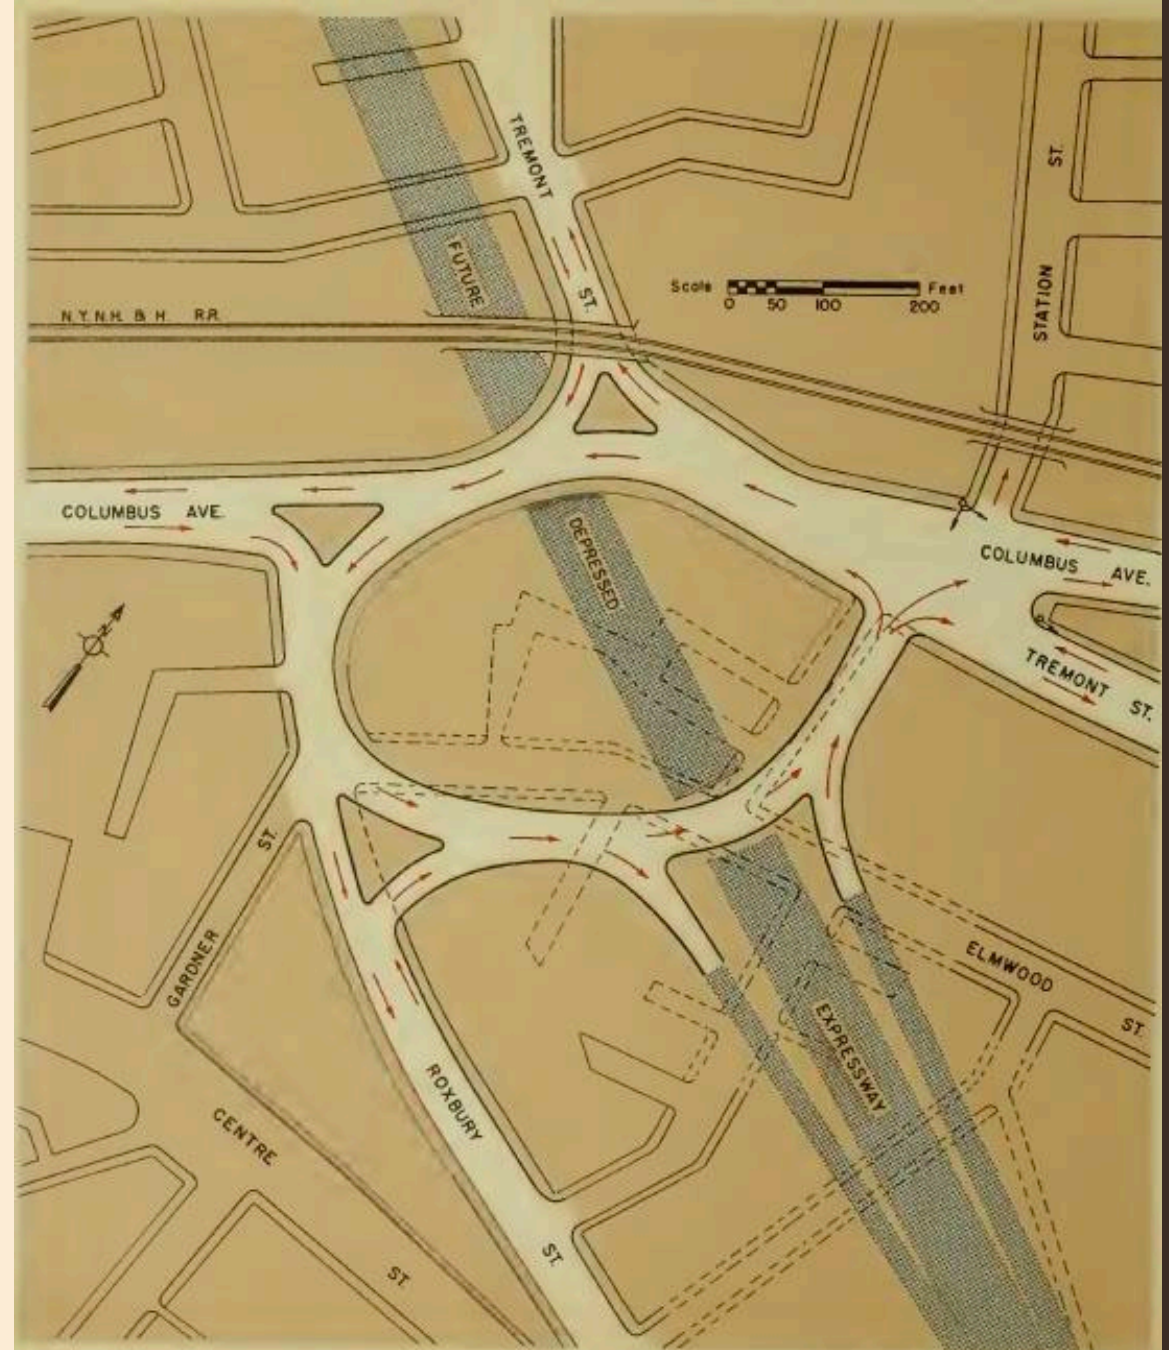 TREMONT
ST.
FUTURE
Scale 0 50 100 200 Feet
N.Y. N.H. & H. R.R.
STATION
ST.
COLUMBUS AVE.
DEPRESSED
COLUMBUS AVE.
TREMONT ST.
N
GARDNER
ST.
ELMWOOD
ST.
EXPRESSWAY
ROXBURY
ST.
CENTRE
ST.